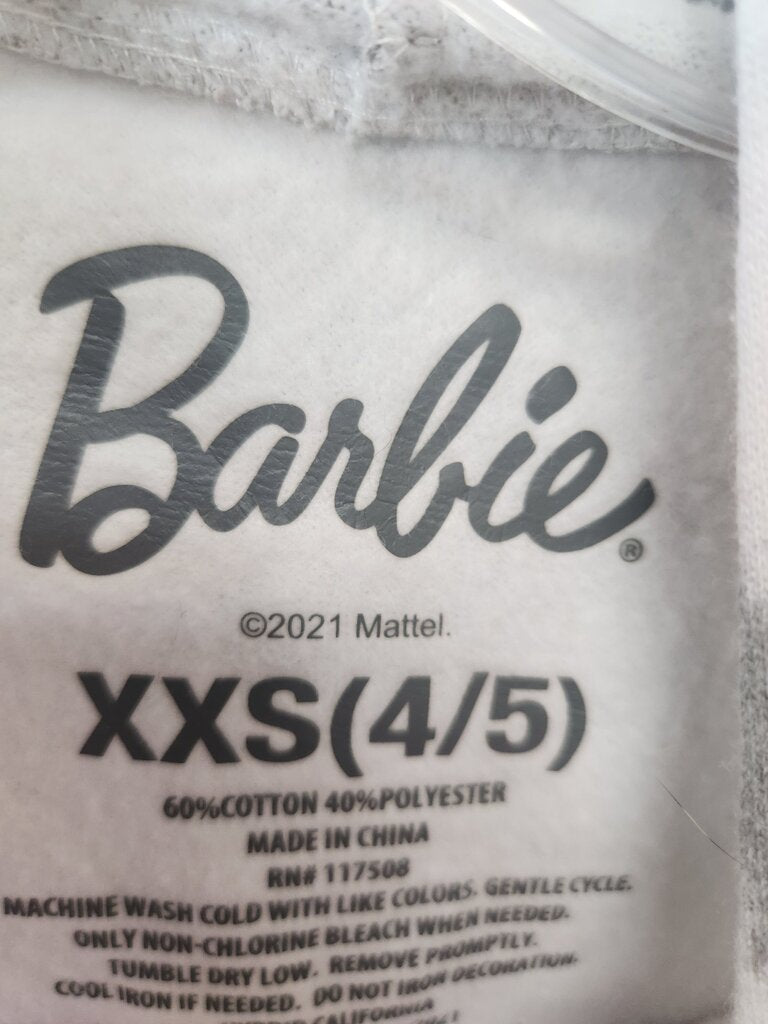 Barbie®
©2021 Mattel.
XXS(4/5)
60%COTTON 40%POLYESTER
MADE IN CHINA
RN# 117508
MACHINE WASH COLD WITH LIKE COLORS. GENTLE CYCLE.
ONLY NON-CHLORINE BLEACH WHEN NEEDED.
TUMBLE DRY LOW. REMOVE PROMPTLY.
COOL IRON IF NEEDED. DO NOT IRON DECORATION.
CALIFORNIA